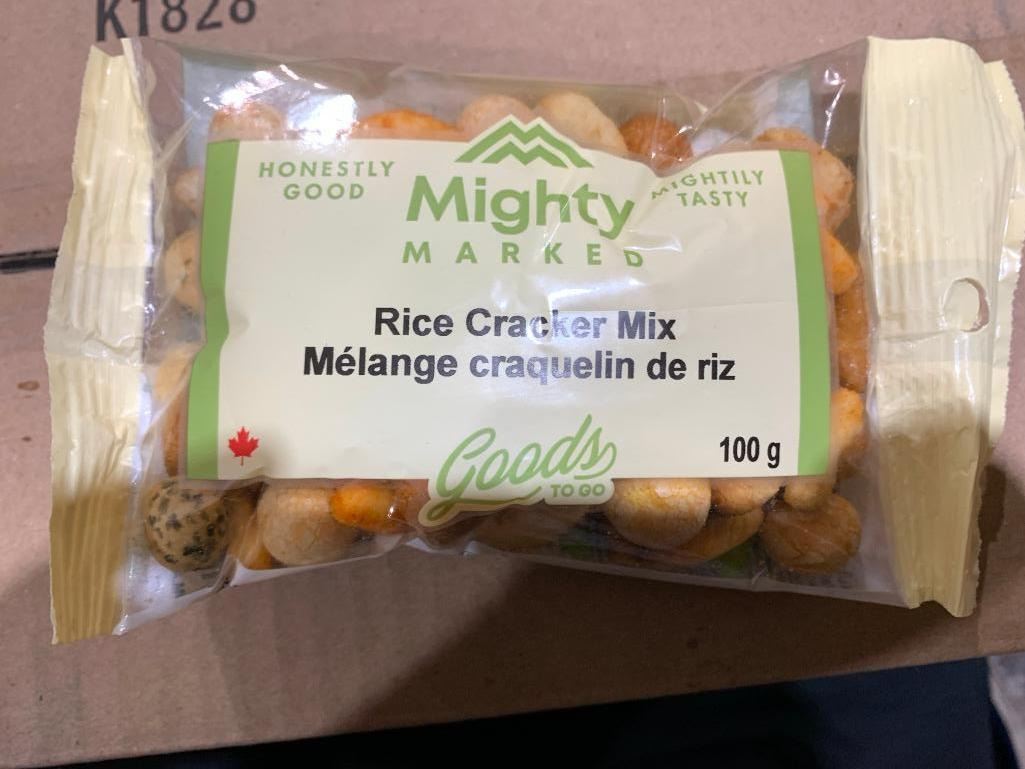 K1828
HONESTLY
GOOD
Mighty
MARKED
MIGHTILY
TASTY
Rice Cracker Mix
Mélange craquelin de riz
Goods
TO GO
100 g